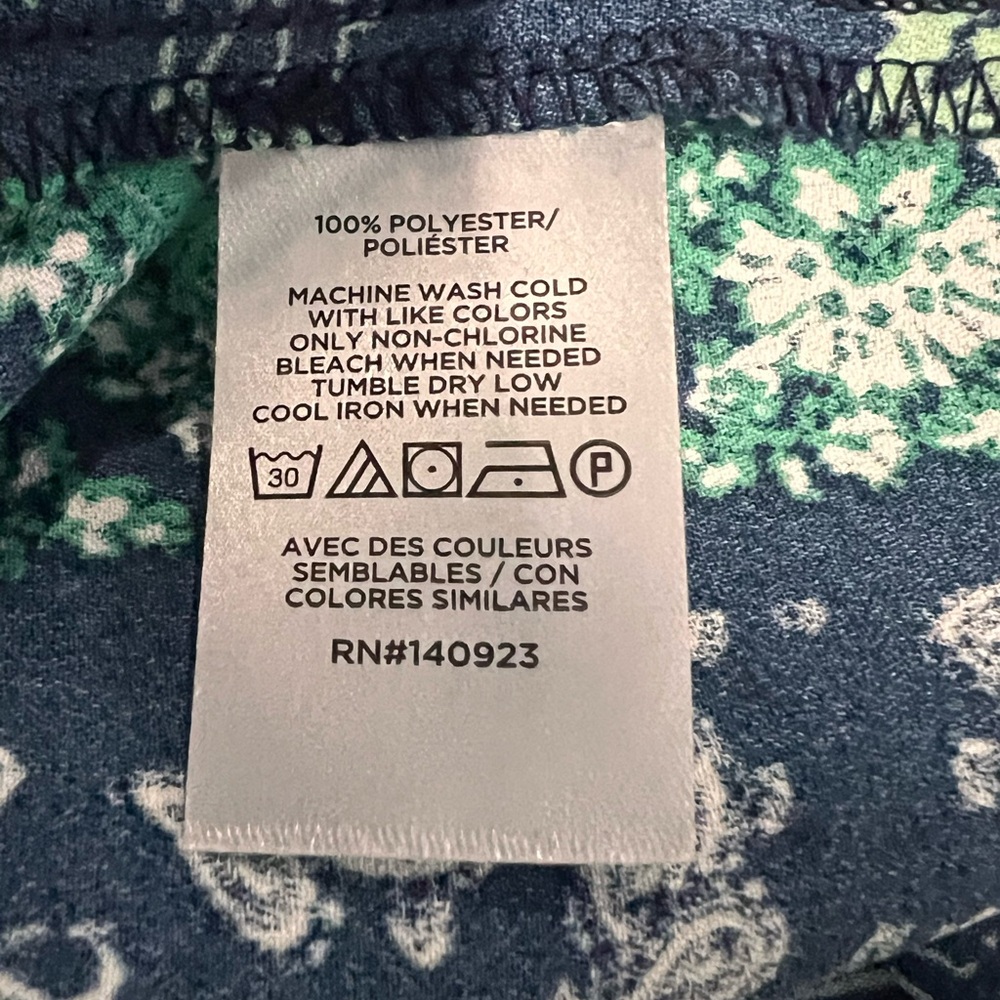 100% POLYESTER/
POLIÉSTER
MACHINE WASH COLD
WITH LIKE COLORS
ONLY NON-CHLORINE
BLEACH WHEN NEEDED
TUMBLE DRY LOW
COOL IRON WHEN NEEDED
30 P
AVEC DES COULEURS
SEMBLABLES / CON
COLORES SIMILARES
RN#140923